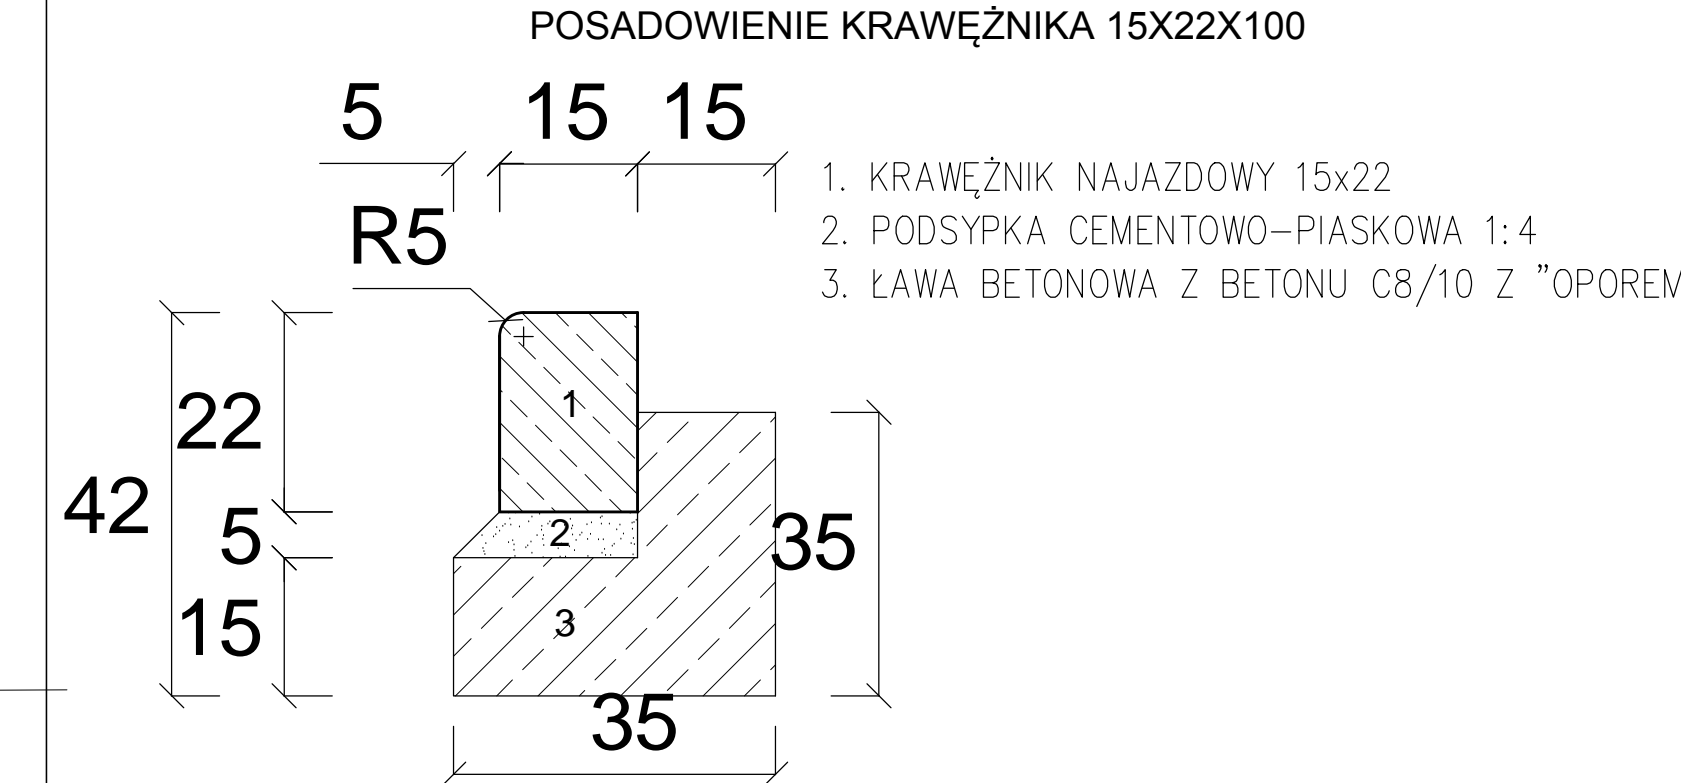 POSADOWIENIE KRAWĘŻNIKA 15X22X100
5 15 15
1. KRAWĘŻNIK NAJAZDOWY 15x22
2. PODSYPKA CEMENTOWO-PIASKOWA 1:4
3. ŁAWA BETONOWA Z BETONU C8/10 Z "OPOREM
R5
1
22
42
5
2
35
15
3
35